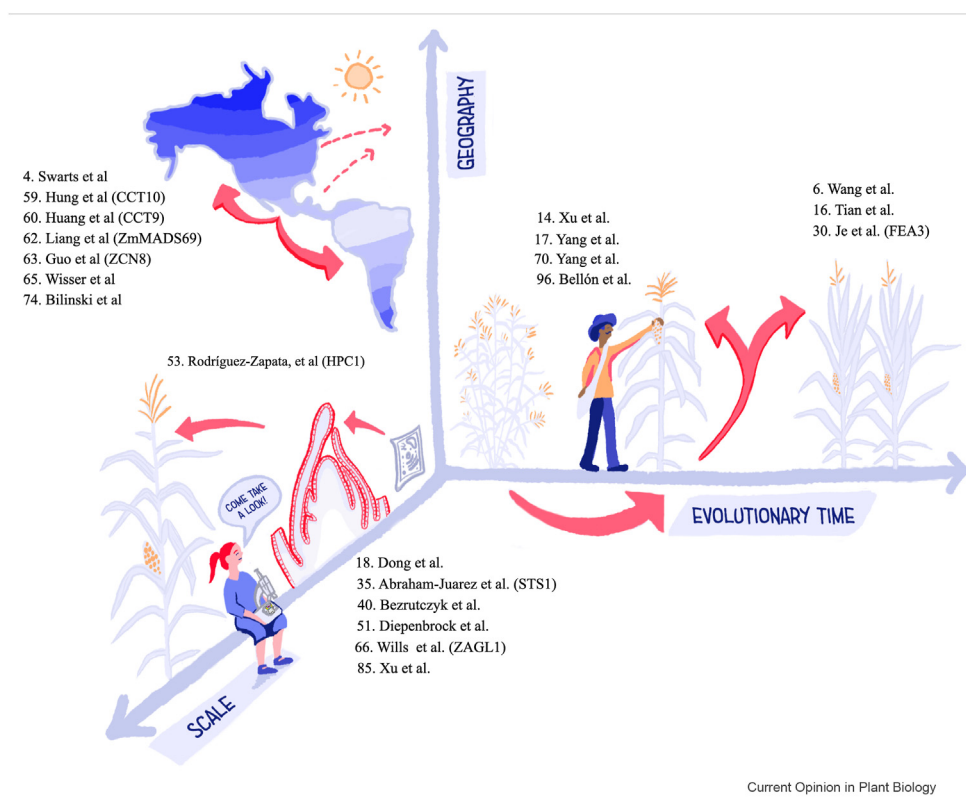 GEOGRAPHY
4. Swarts et al
59. Hung et al (CCT10)
60. Huang et al (CCT9)
62. Liang et al (ZmMADS69)
63. Guo et al (ZCN8)
65. Wisser et al
74. Bilinski et al
6. Wang et al.
16. Tian et al.
30. Je et al. (FEA3)
14. Xu et al.
17. Yang et al.
70. Yang et al.
96. Bellón et al.
53. Rodríguez-Zapata, et al (HPC1)
COME TAKE
A LOOK!
EVOLUTIONARY TIME
18. Dong et al.
35. Abraham-Juarez et al. (STS1)
40. Bezrutczyk et al.
51. Diepenbrock et al.
66. Wills et al. (ZAGL1)
85. Xu et al.
SCALE
Current Opinion in Plant Biology